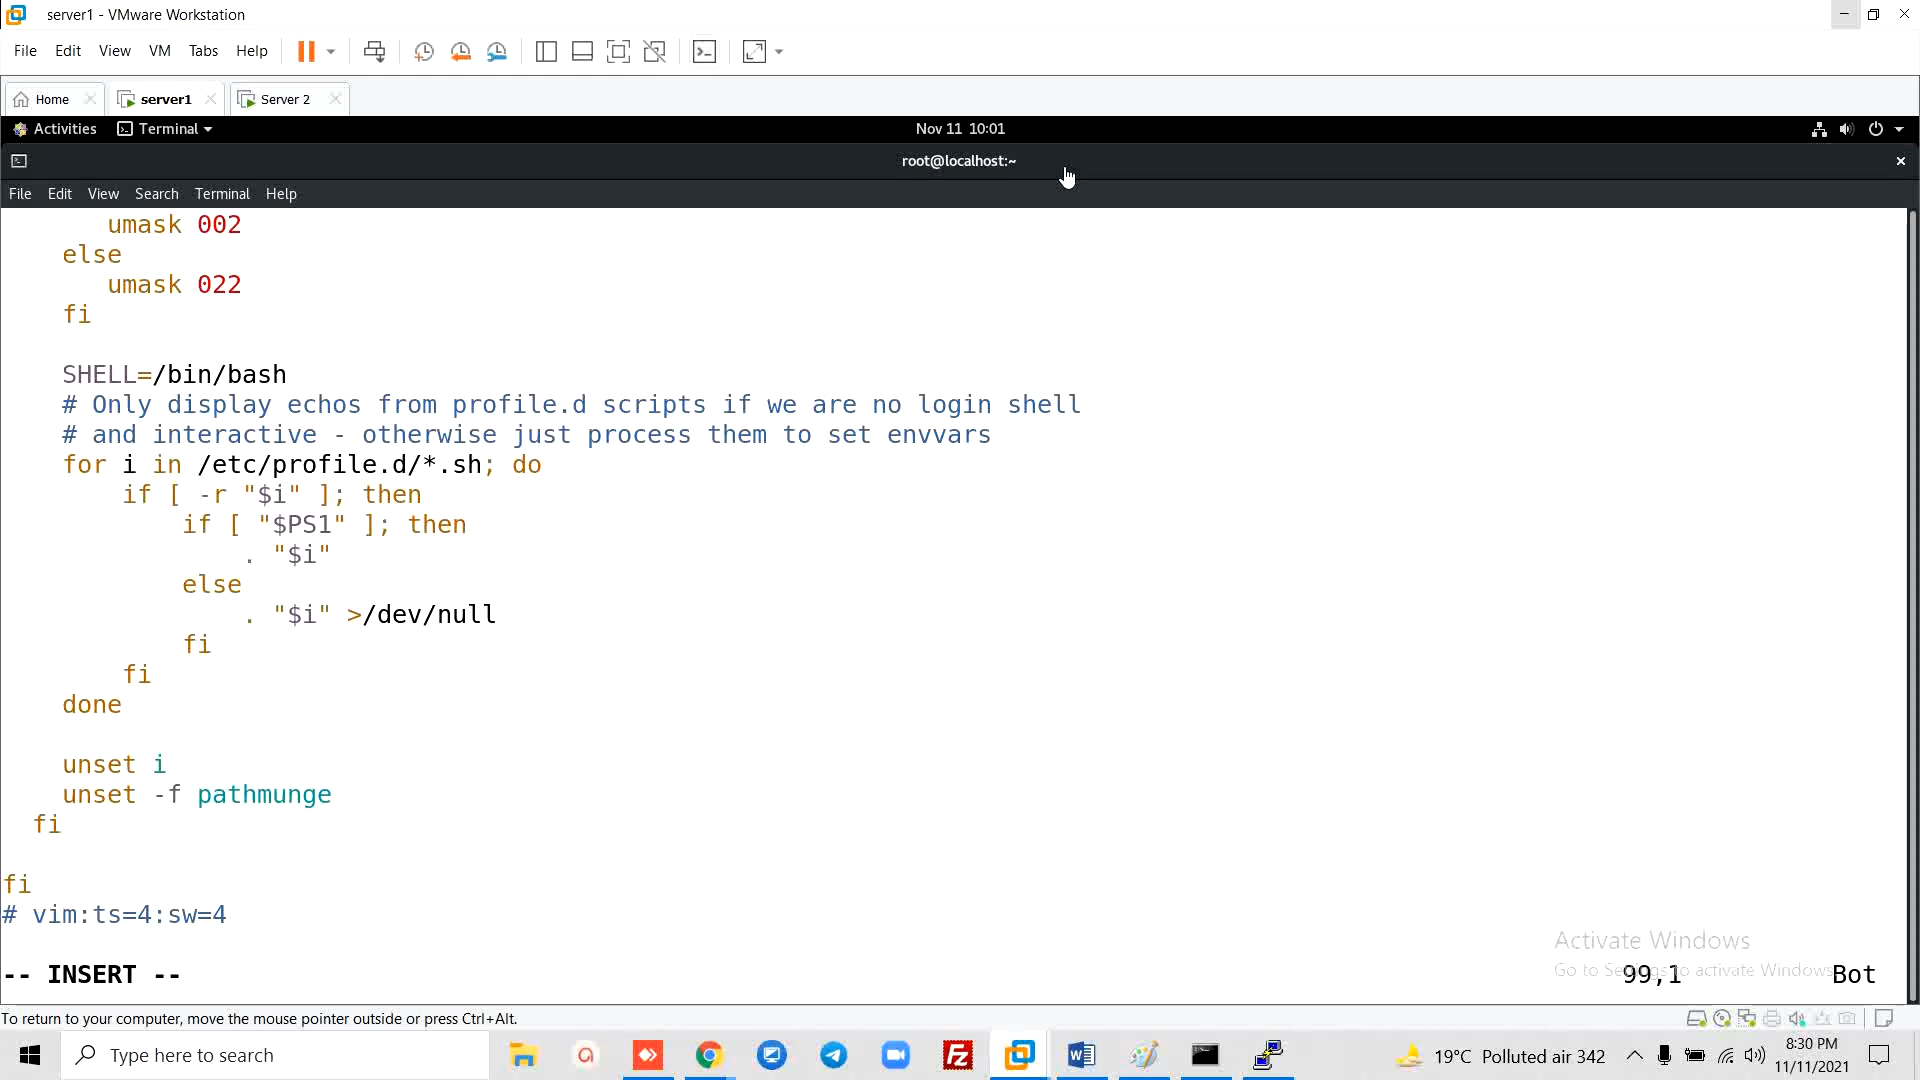 server1 - VMware Workstation
File Edit View VM Tabs Help
Home server1 Server 2
Activities Terminal Nov 11 10:01
root@localhost:~
File Edit View Search Terminal Help
umask 002
else
umask 022
fi
SHELL=/bin/bash
# Only display echos from profile.d scripts if we are no login shell
# and interactive - otherwise just process them to set envvars
for i in /etc/profile.d/*.sh; do
if [ -r "$i" ]; then
if [ "$PS1" ]; then
. "$i"
else
. "$i" >/dev/null
fi
fi
done
unset i
unset -f pathmunge
fi
fi
# vim:ts=4:sw=4
Activate Windows
Go to Settings to activate Windows.
-- INSERT -- 99,1 Bot
To return to your computer, move the mouse pointer outside or press Ctrl+Alt.
Type here to search
19°C Polluted air 342
8:30 PM
11/11/2021